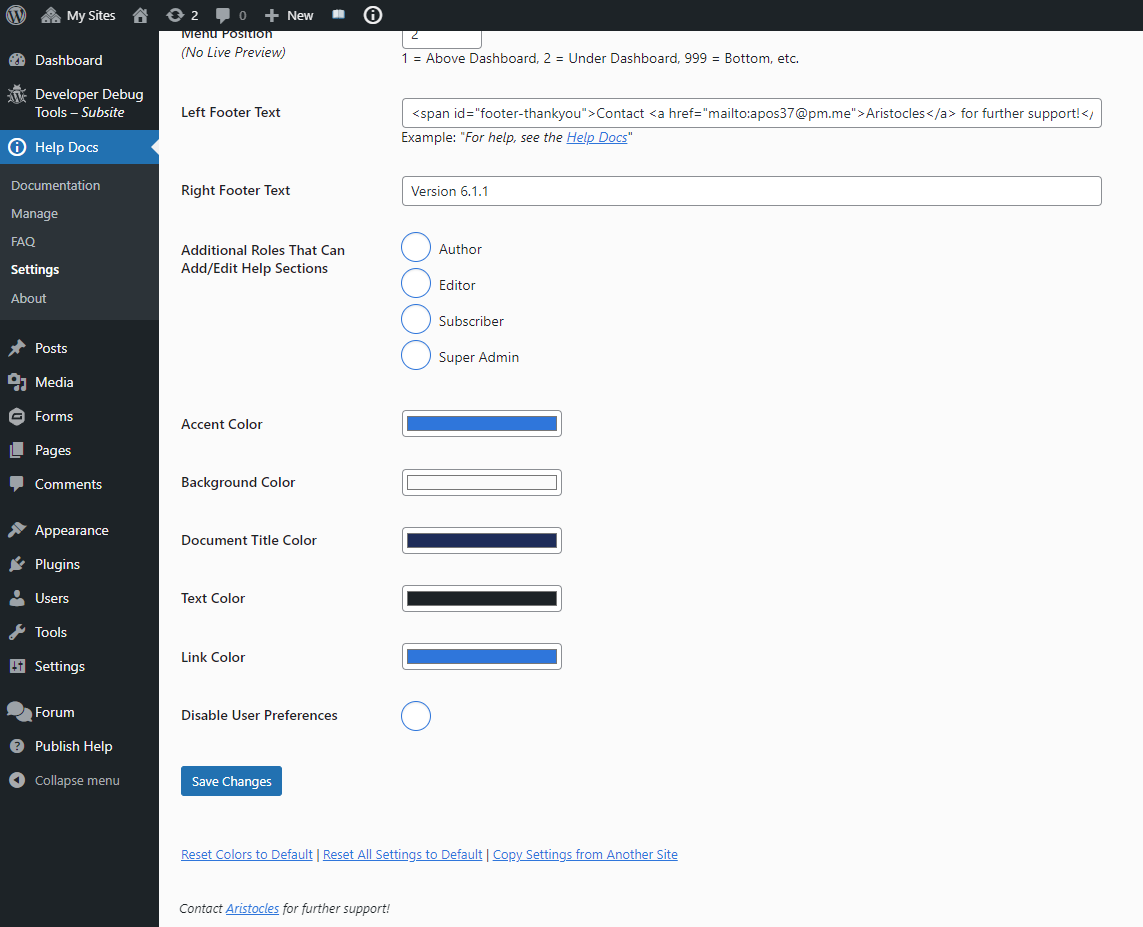 My Sites 2 0 New
Dashboard
Developer Debug
Tools – Subsite
Help Docs
Documentation
Manage
FAQ
Settings
About
Posts
Media
Forms
Pages
Comments
Appearance
Plugins
Users
Tools
Settings
Forum
Publish Help
Collapse menu
Menu Position
(No Live Preview)
2
1 = Above Dashboard, 2 = Under Dashboard, 999 = Bottom, etc.
Left Footer Text
<span id="footer-thankyou">Contact <a href="mailto:apos37@pm.me">Aristocles</a> for further support!</
Example: "For help, see the Help Docs"
Right Footer Text
Version 6.1.1
Additional Roles That Can
Add/Edit Help Sections
Author
Editor
Subscriber
Super Admin
Accent Color
Background Color
Document Title Color
Text Color
Link Color
Disable User Preferences
Save Changes
Reset Colors to Default | Reset All Settings to Default | Copy Settings from Another Site
Contact Aristocles for further support!